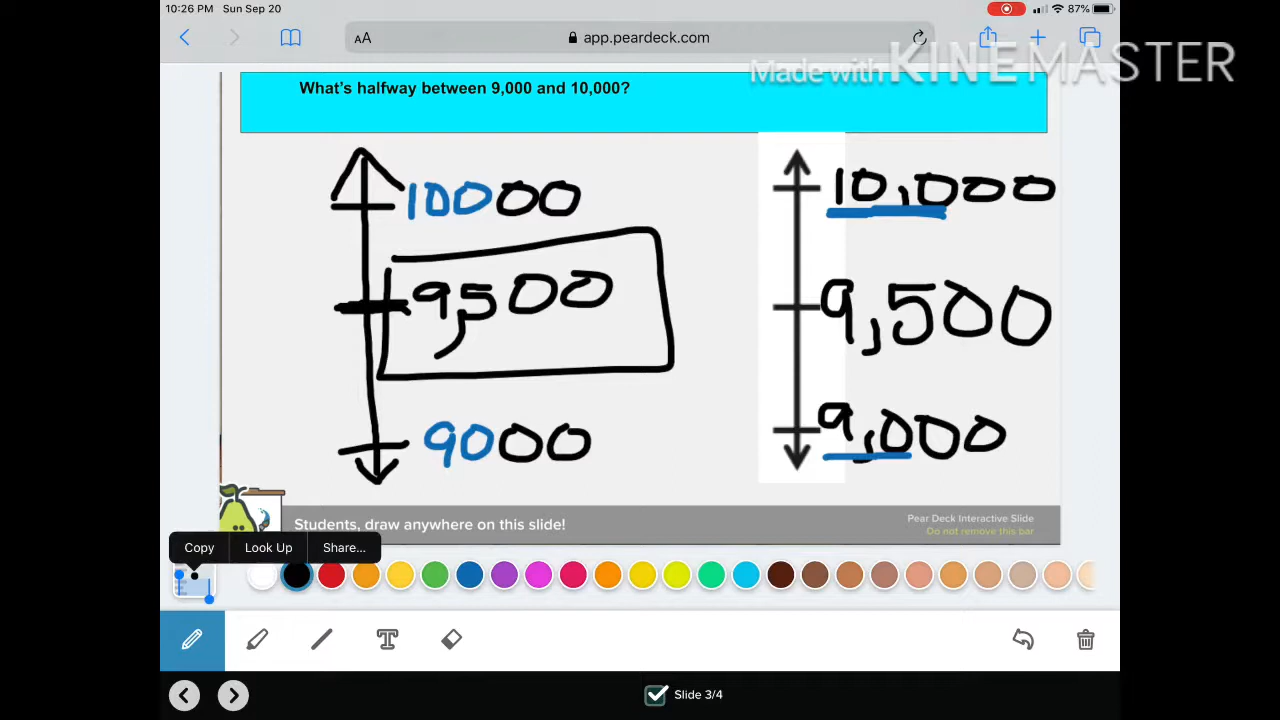 10:26 PM Sun Sep 20
87%
AA
app.peardeck.com
Made with KINEMASTER
What's halfway between 9,000 and 10,000?
10000
9,500
9000
10,000
9,500
9,000
Students, draw anywhere on this slide!
Pear Deck Interactive Slide
Do not remove this bar
Copy
Look Up
Share...
T
Slide 3/4